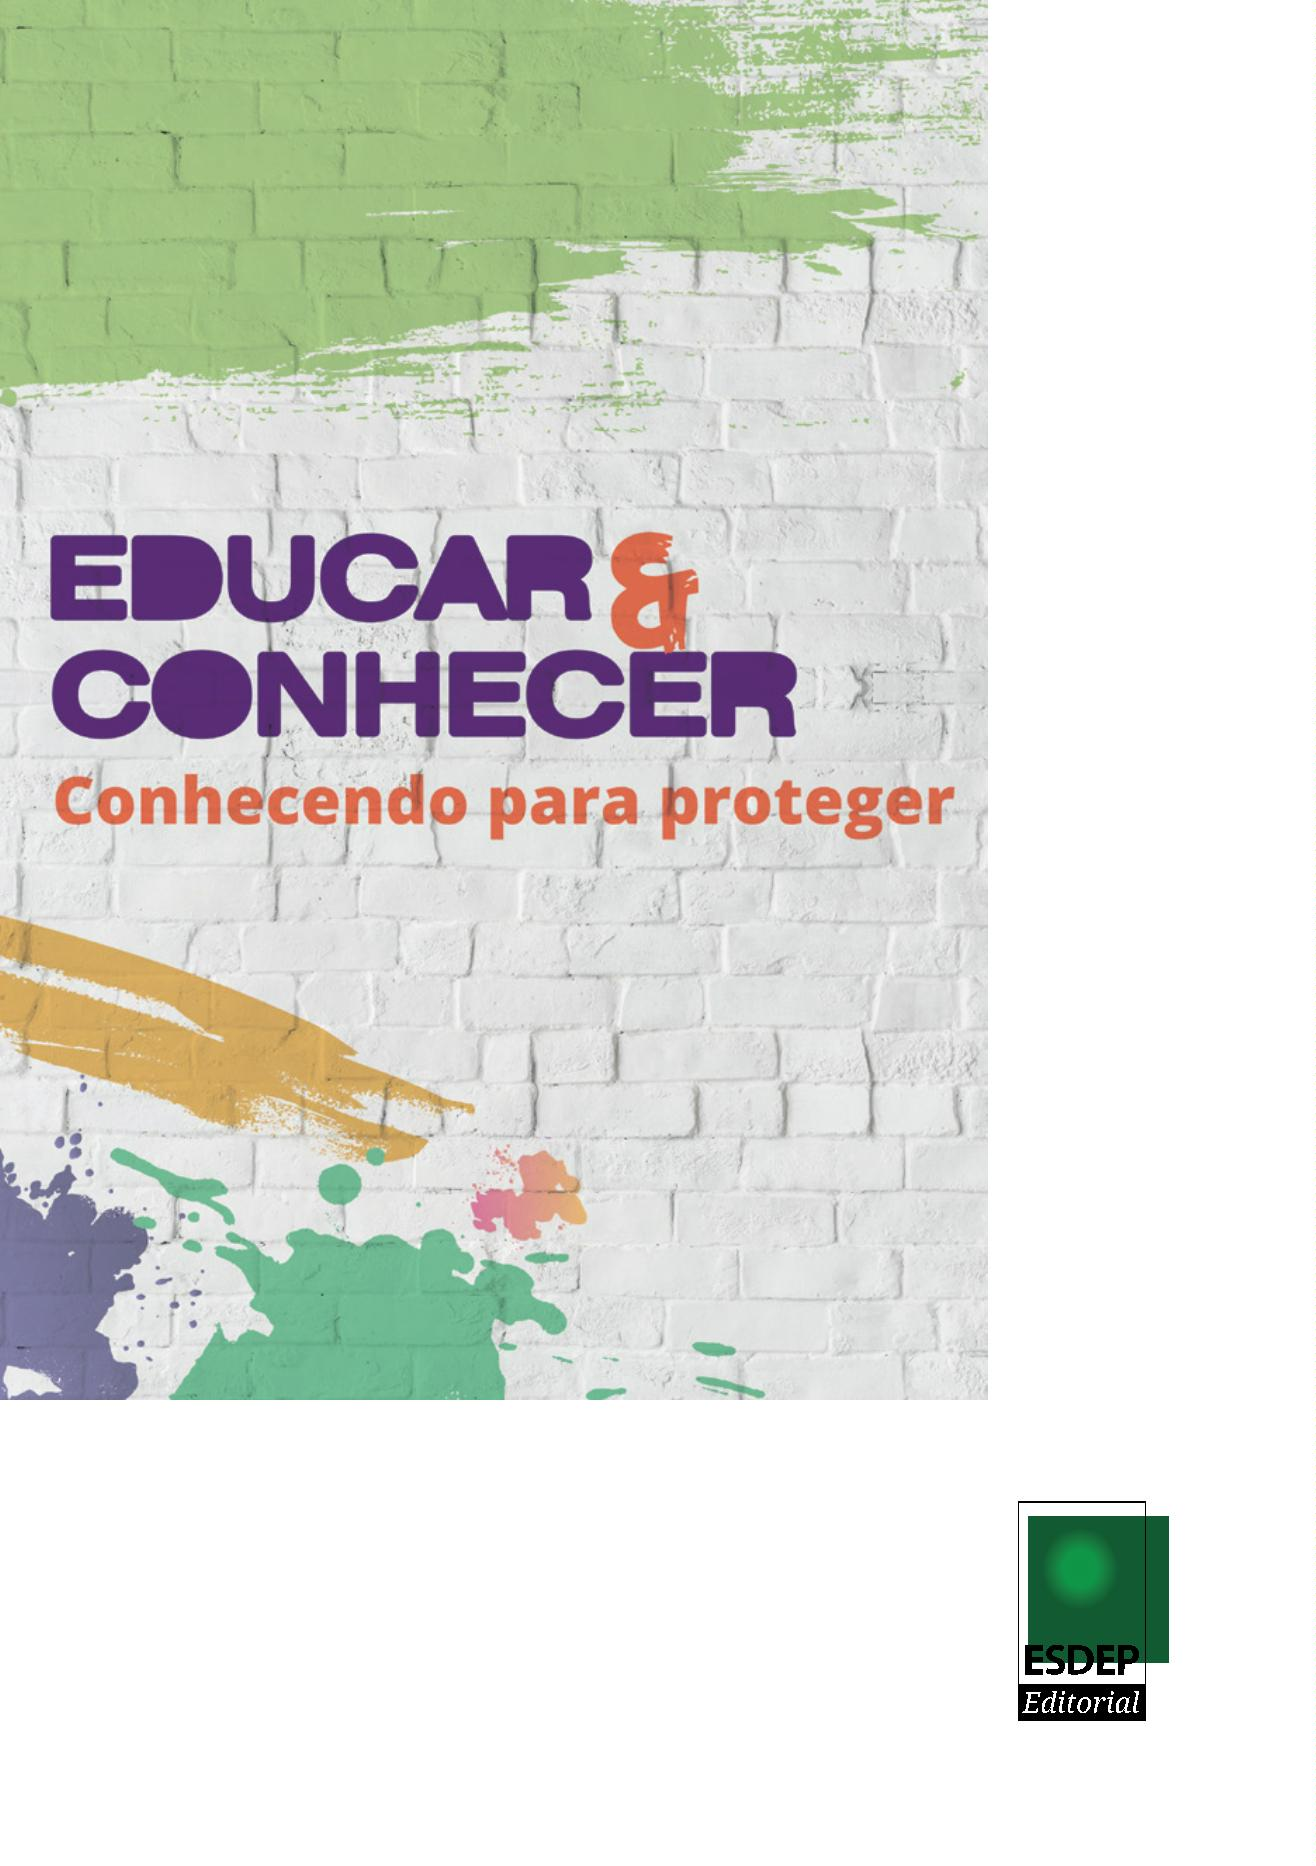 EDUCAR &
CONHECER
Conhecendo para proteger
ESDEP
Editorial